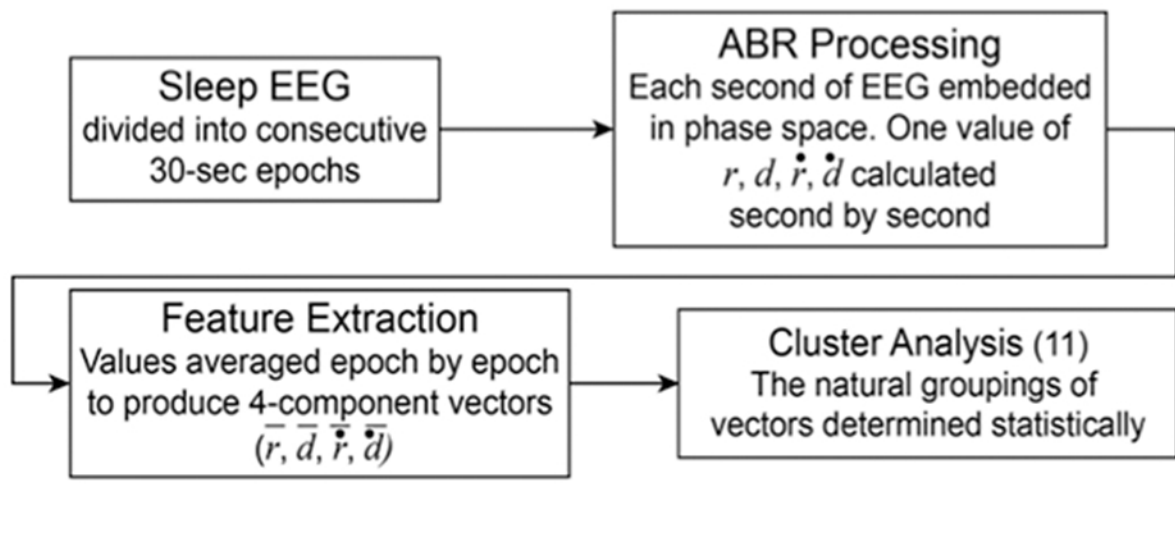 Sleep EEG
divided into consecutive
30-sec epochs
ABR Processing
Each second of EEG embedded
in phase space. One value of
r, d, ṙ, ḋ calculated
second by second
Feature Extraction
Values averaged epoch by epoch
to produce 4-component vectors
(r̅, d̅, ṙ̅, ḋ̅)
Cluster Analysis (11)
The natural groupings of
vectors determined statistically